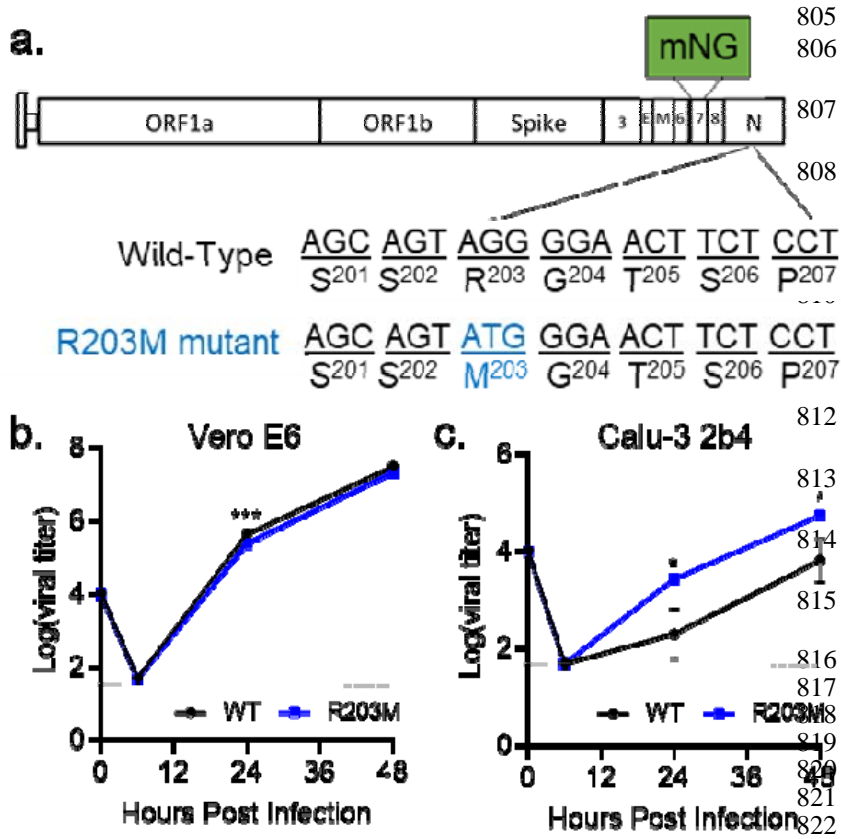 805
a.
806
mNG
807
ORF1a ORF1b Spike 3 E M 6 7 8 N
808
Wild-Type AGC AGT AGG GGA ACT TCT CCT
S201 S202 R203 G204 T205 S206 P207
R203M mutant AGC AGT ATG GGA ACT TCT CCT
S201 S202 M203 G204 T205 S206 P207
812
b. Vero E6
8
6
4
2
0
***
Log(viral titer)
WT R203M
0 12 24 36 48
Hours Post Infection
c. Calu-3 2b4
6
4
2
0
*
Log(viral titer)
WT R203M
0 12 24 36 48
Hours Post Infection
813
814
815
816
817
818
819
820
821
822